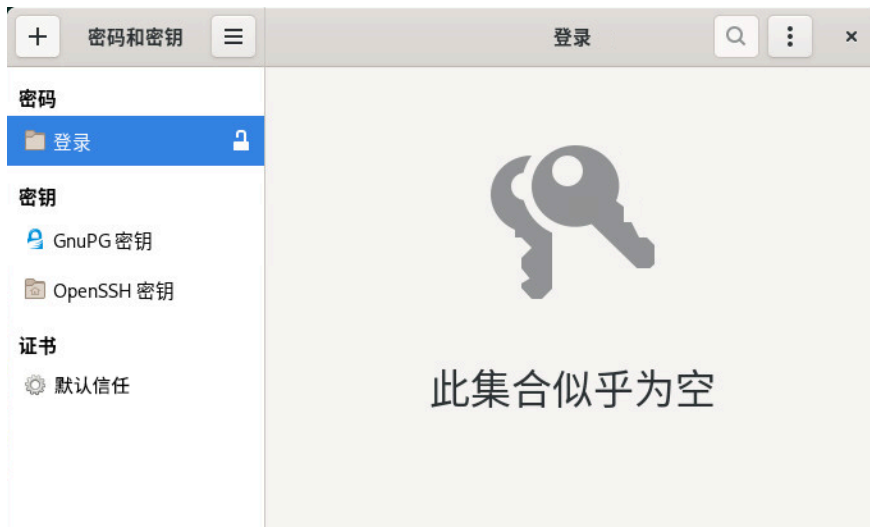 密码和密钥
登录
密码
登录
密钥
GnuPG 密钥
OpenSSH 密钥
证书
默认信任
此集合似乎为空